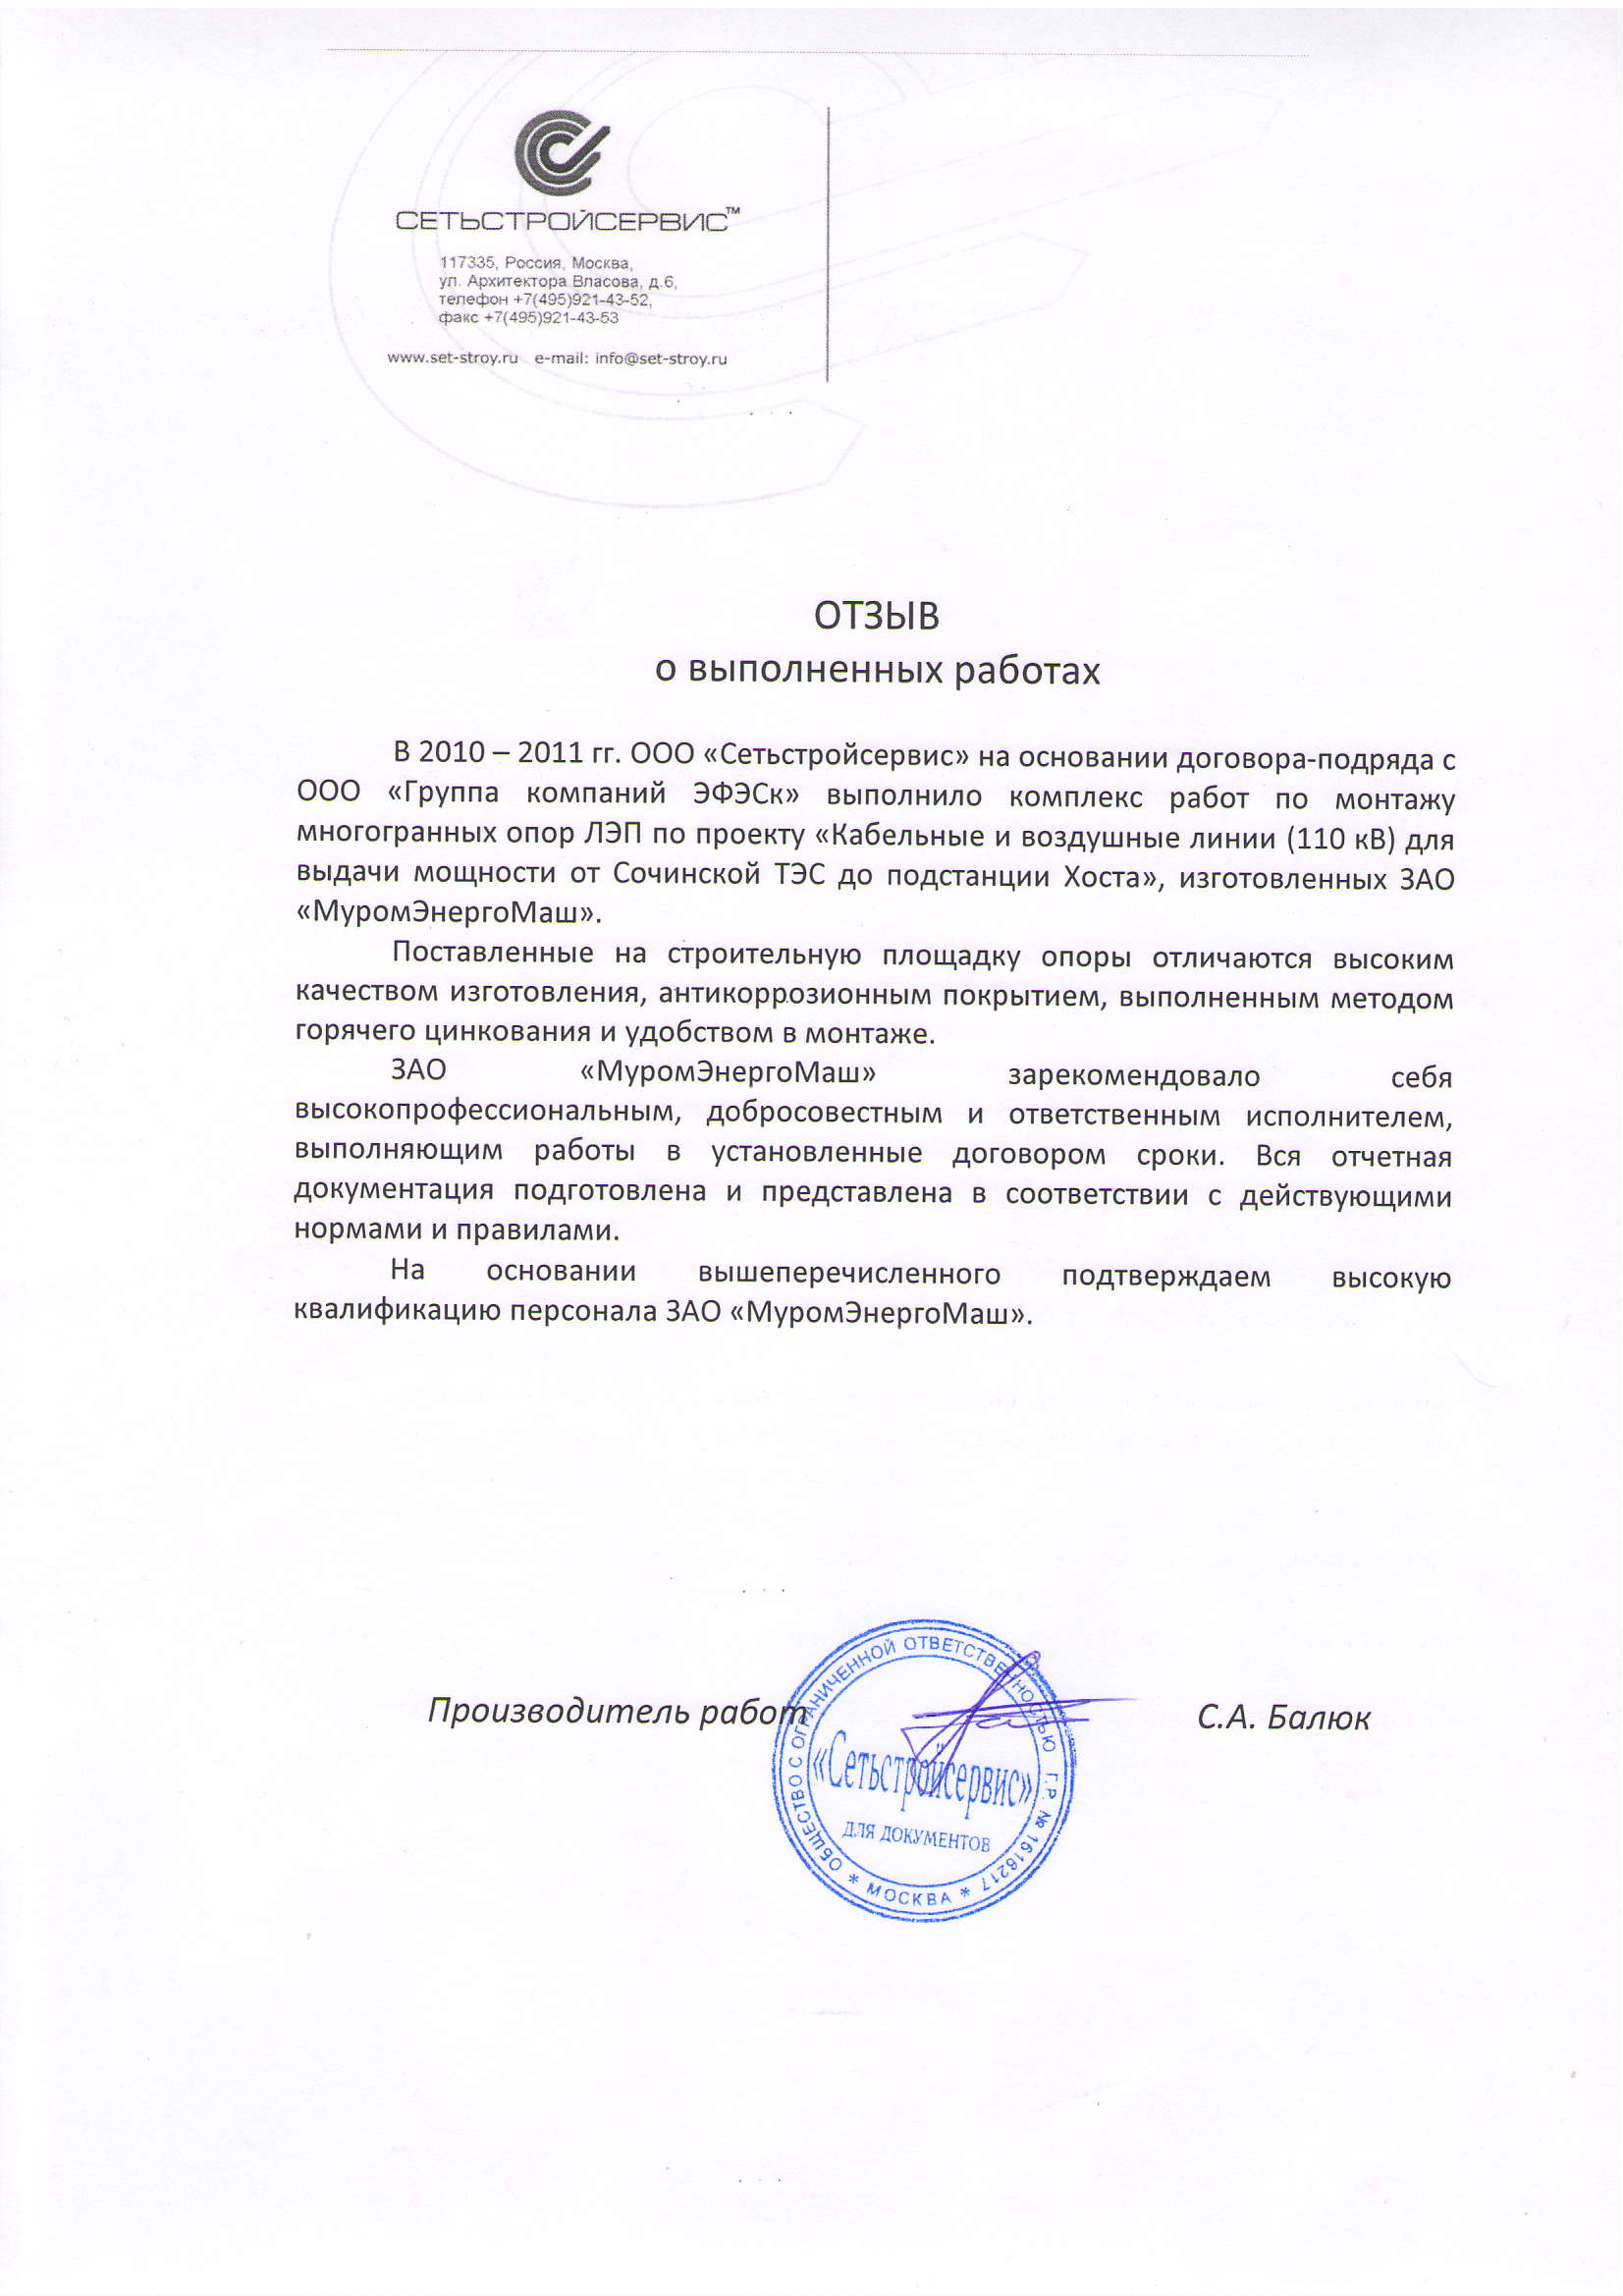 СЕТЬСТРОЙСЕРВИС™
117335, Россия, Москва,
ул. Архитектора Власова, д.6,
телефон +7(495)921-43-52,
факс +7(495)921-43-53
www.set-stroy.ru e-mail: info@set-stroy.ru
ОТЗЫВ
о выполненных работах
В 2010 – 2011 гг. ООО «Сетьстройсервис» на основании договора-подряда с
ООО «Группа компаний ЭФЭСк» выполнило комплекс работ по монтажу
многогранных опор ЛЭП по проекту «Кабельные и воздушные линии (110 кВ) для
выдачи мощности от Сочинской ТЭС до подстанции Хоста», изготовленных ЗАО
«МуромЭнергоМаш».
Поставленные на строительную площадку опоры отличаются высоким
качеством изготовления, антикоррозионным покрытием, выполненным методом
горячего цинкования и удобством в монтаже.
ЗАО «МуромЭнергоМаш» зарекомендовало себя
высокопрофессиональным, добросовестным и ответственным исполнителем,
выполняющим работы в установленные договором сроки. Вся отчетная
документация подготовлена и представлена в соответствии с действующими
нормами и правилами.
На основании вышеперечисленного подтверждаем высокую
квалификацию персонала ЗАО «МуромЭнергоМаш».
Производитель работ С.А. Балюк
ОБЩЕСТВО С ОГРАНИЧЕННОЙ ОТВЕТСТВЕННОСТЬЮ Г.Р. № 1616217
* МОСКВА *
«Сетьстройсервис»
ДЛЯ ДОКУМЕНТОВ